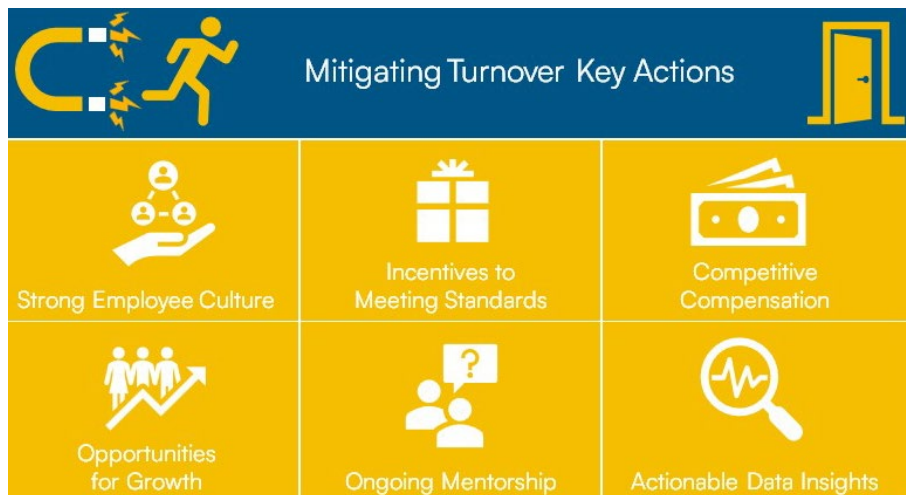 Mitigating Turnover Key Actions
Strong Employee Culture
Incentives to
Meeting Standards
Competitive
Compensation
Opportunities
for Growth
?
Ongoing Mentorship
Actionable Data Insights